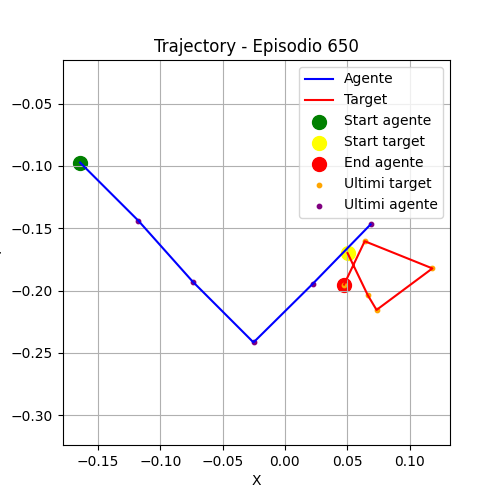 Trajectory - Episodio 650
Agente
Target
Start agente
Start target
End agente
Ultimi target
Ultimi agente
−0.05
−0.10
−0.15
−0.20
−0.25
−0.30
−0.15
−0.10
−0.05
0.00
0.05
0.10
X